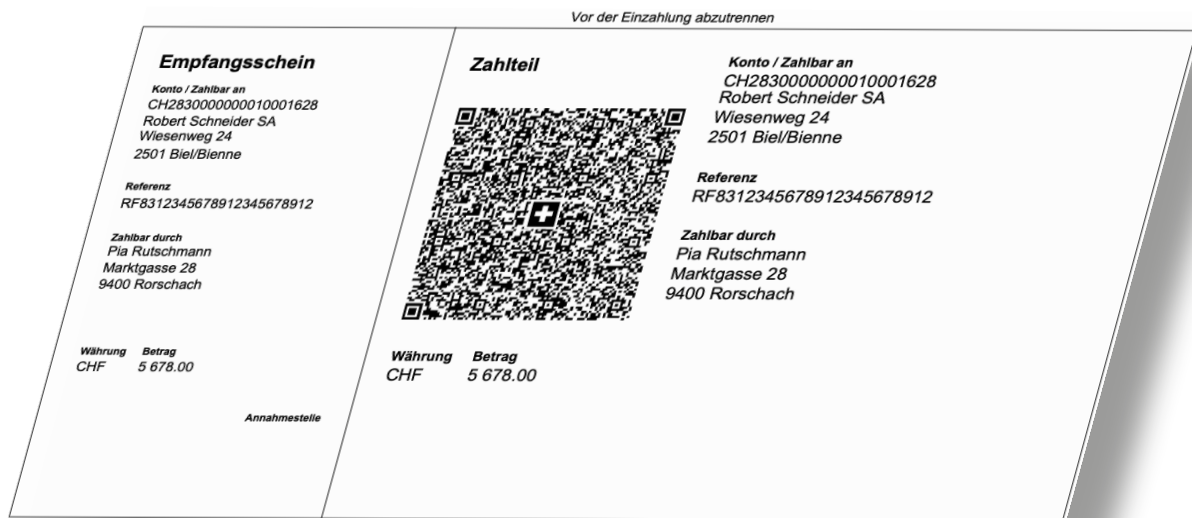 Vor der Einzahlung abzutrennen
Empfangsschein
Konto / Zahlbar an
CH2830000000010001628
Robert Schneider SA
Wiesenweg 24
2501 Biel/Bienne
Referenz
RF8312345678912345678912
Zahlbar durch
Pia Rutschmann
Marktgasse 28
9400 Rorschach
Währung Betrag
CHF 5 678.00
Annahmestelle
Zahlteil
Währung Betrag
CHF 5 678.00
Konto / Zahlbar an
CH2830000000010001628
Robert Schneider SA
Wiesenweg 24
2501 Biel/Bienne
Referenz
RF8312345678912345678912
Zahlbar durch
Pia Rutschmann
Marktgasse 28
9400 Rorschach